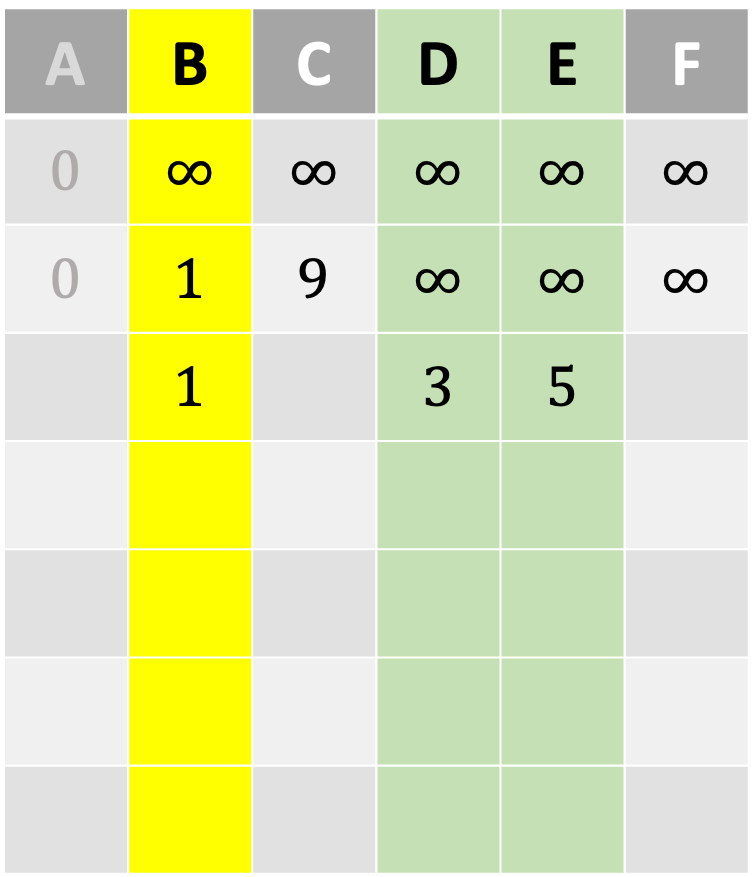 A B C D E F
0 ∞ ∞ ∞ ∞ ∞
0 1 9 ∞ ∞ ∞
1 3 5